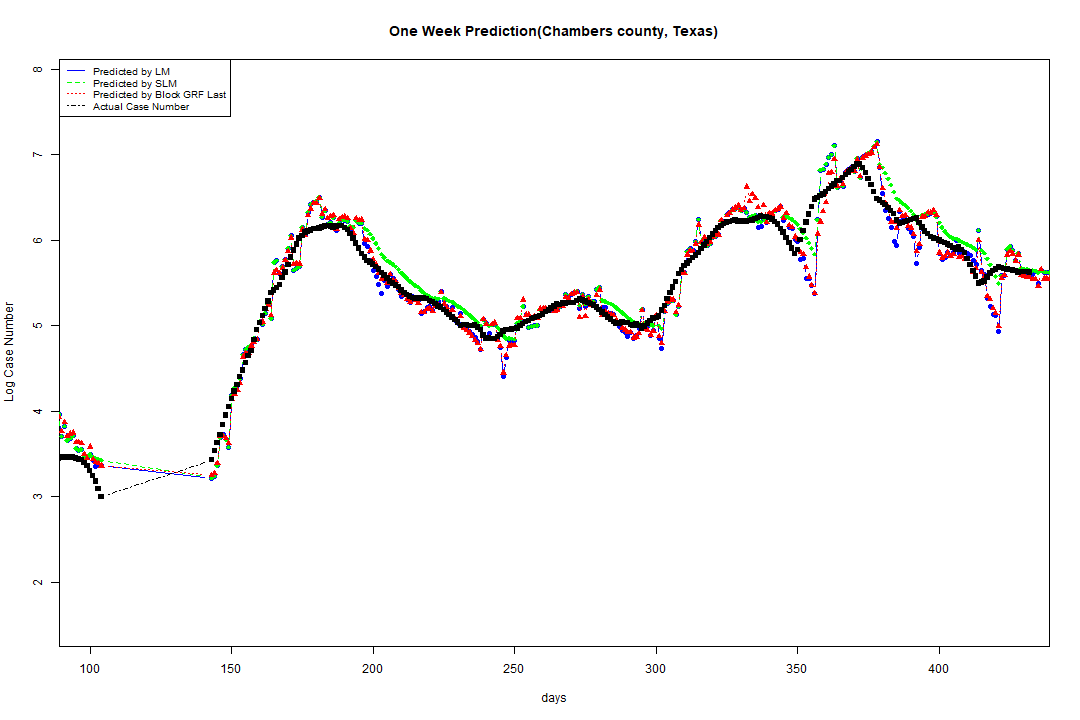 One Week Prediction(Chambers county, Texas)
Predicted by LM
Predicted by SLM
Predicted by Block GRF Last
Actual Case Number
8
7
6
5
4
3
2
Log Case Number
100
150
200
250
300
350
400
days